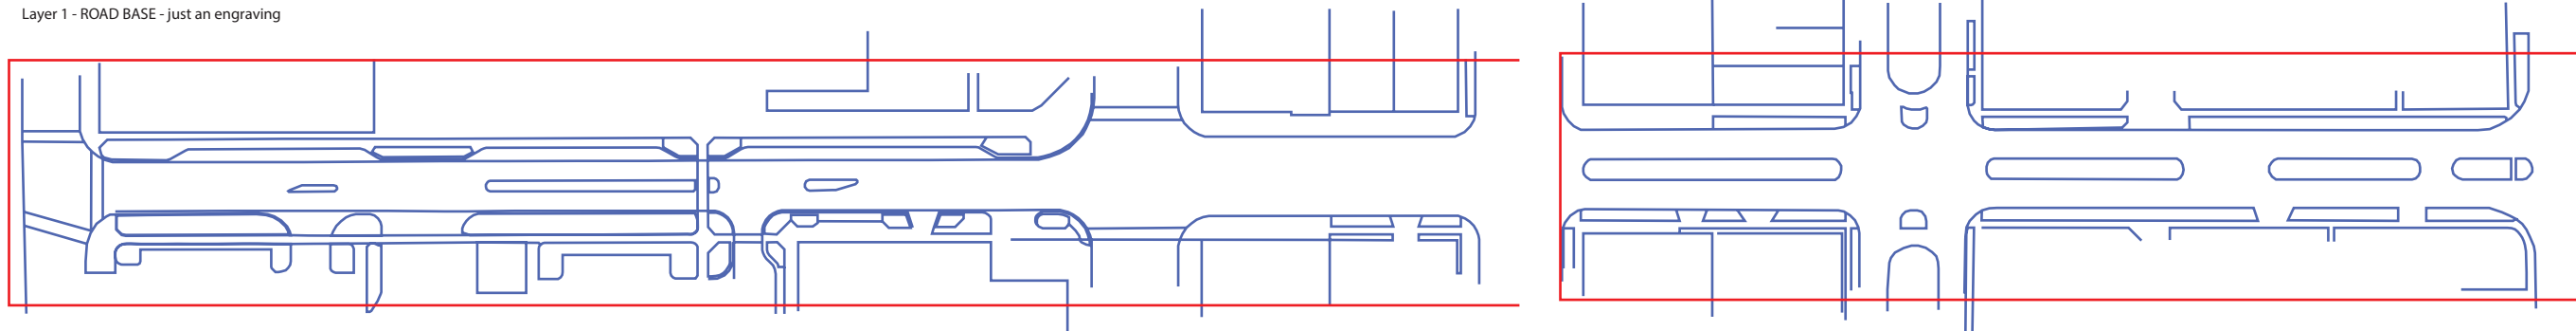 Layer 1 - ROAD BASE - just an engraving